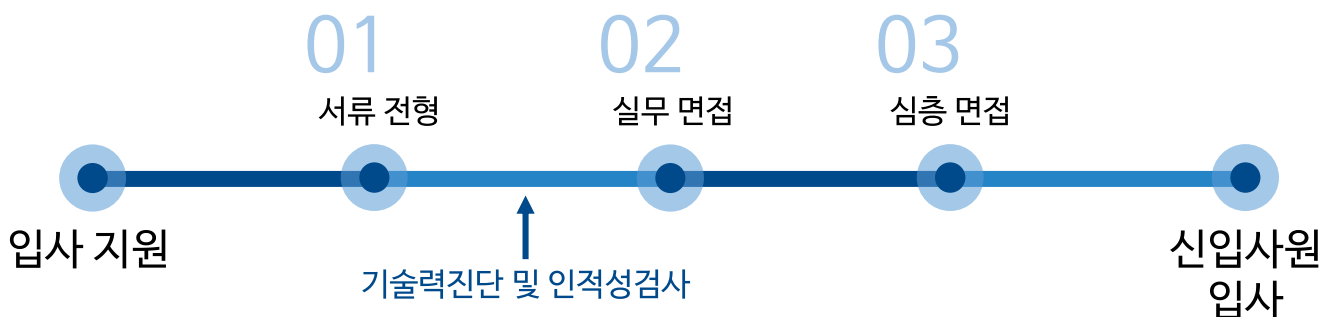 01
02
03
서류 전형
실무 면접
심층 면접
입사 지원
기술력진단 및 인적성검사
신입사원
입사